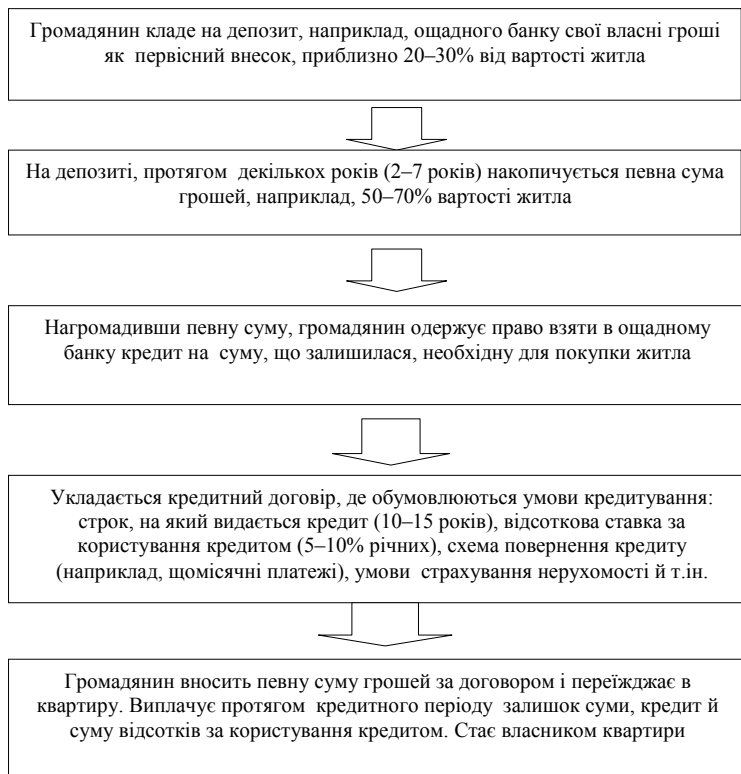 Громадянин кладе на депозит, наприклад, ощадного банку свої власні гроші
як первісний внесок, приблизно 20–30% від вартості житла
На депозиті, протягом декількох років (2–7 років) накопичується певна сума
грошей, наприклад, 50–70% вартості житла
Нагромадивши певну суму, громадянин одержує право взяти в ощадному
банку кредит на суму, що залишилася, необхідну для покупки житла
Укладається кредитний договір, де обумовлюються умови кредитування:
строк, на який видається кредит (10–15 років), відсоткова ставка за
користування кредитом (5–10% річних), схема повернення кредиту
(наприклад, щомісячні платежі), умови страхування нерухомості й т.ін.
Громадянин вносить певну суму грошей за договором і переїжджає в
квартиру. Виплачує протягом кредитного періоду залишок суми, кредит й
суму відсотків за користування кредитом. Стає власником квартири